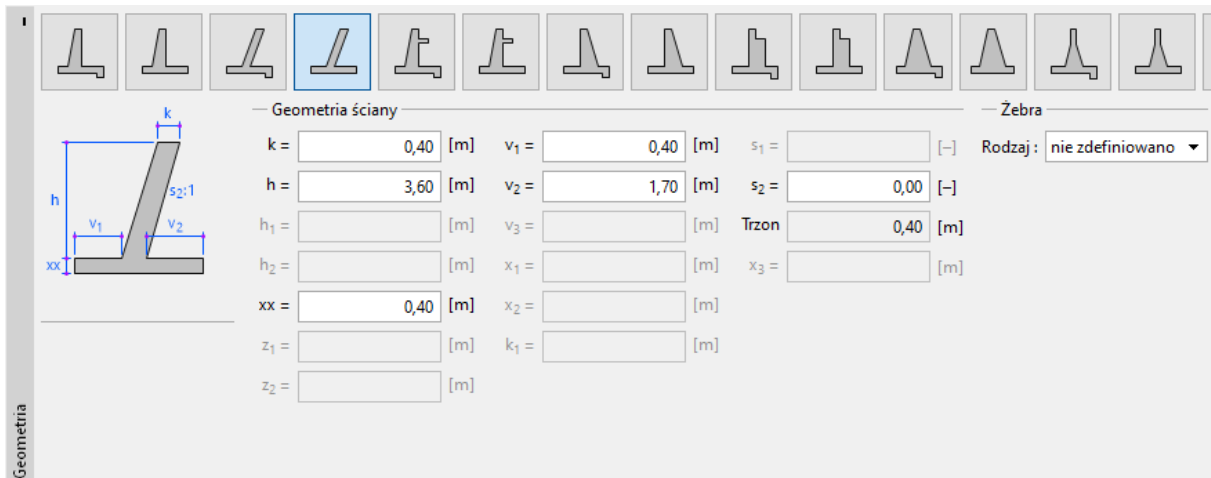 Geometria ściany
Żebra
k = 0,40 [m] v1 = 0,40 [m] s1 = [–] Rodzaj : nie zdefiniowano
h = 3,60 [m] v2 = 1,70 [m] s2 = 0,00 [–]
h1 = [m] v3 = [m] Trzon 0,40 [m]
h2 = [m] x1 = [m] x3 = [m]
xx = 0,40 [m] x2 = [m]
z1 = [m] k1 = [m]
z2 = [m]
k
h
s2:1
v1 v2
xx
Geometria